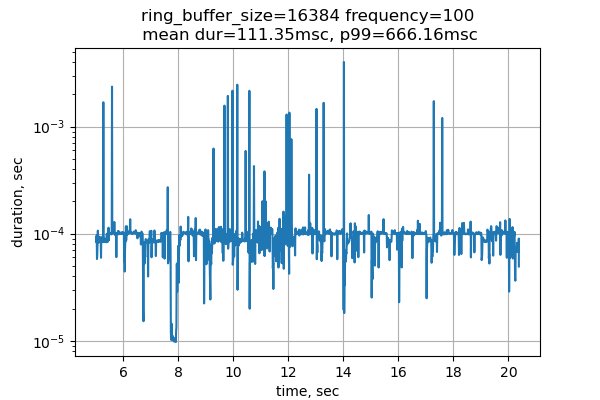 ring_buffer_size=16384 frequency=100
mean dur=111.35msc, p99=666.16msc
duration, sec
10⁻³
10⁻⁴
10⁻⁵
6 8 10 12 14 16 18 20
time, sec